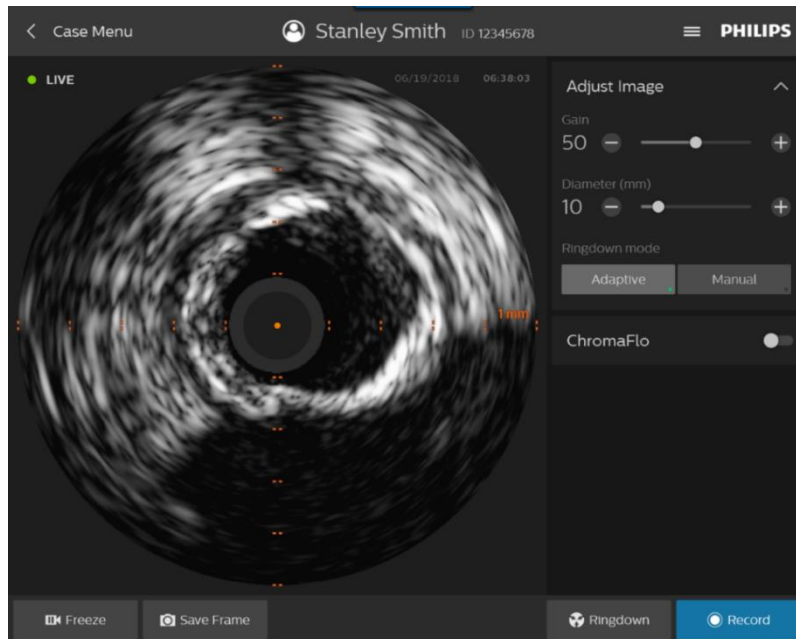 Case Menu
Stanley Smith ID 12345678
PHILIPS
LIVE
06/19/2018 06:38:03
1 mm
Adjust Image
Gain
50
Diameter (mm)
10
Ringdown mode
Adaptive
Manual
ChromaFlo
Freeze
Save Frame
Ringdown
Record